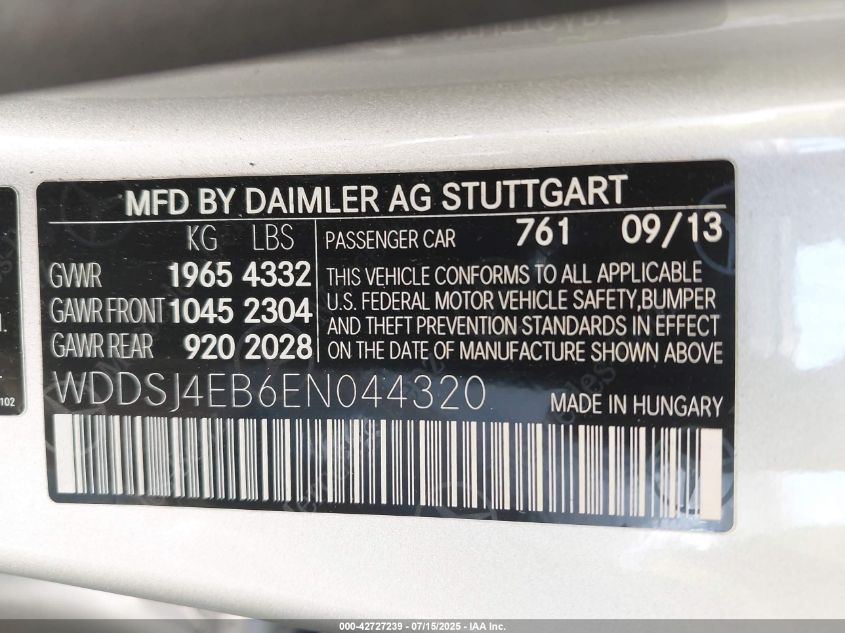 MFD BY DAIMLER AG STUTTGART
KG LBS
GVWR 1965 4332
GAWR FRONT 1045 2304
GAWR REAR 920 2028
PASSENGER CAR 761 09/13
THIS VEHICLE CONFORMS TO ALL APPLICABLE
U.S. FEDERAL MOTOR VEHICLE SAFETY,BUMPER
AND THEFT PREVENTION STANDARDS IN EFFECT
ON THE DATE OF MANUFACTURE SHOWN ABOVE
WDDSJ4EB6EN044320 MADE IN HUNGARY
102
000-42727239 - 07/15/2025 - IAA Inc.